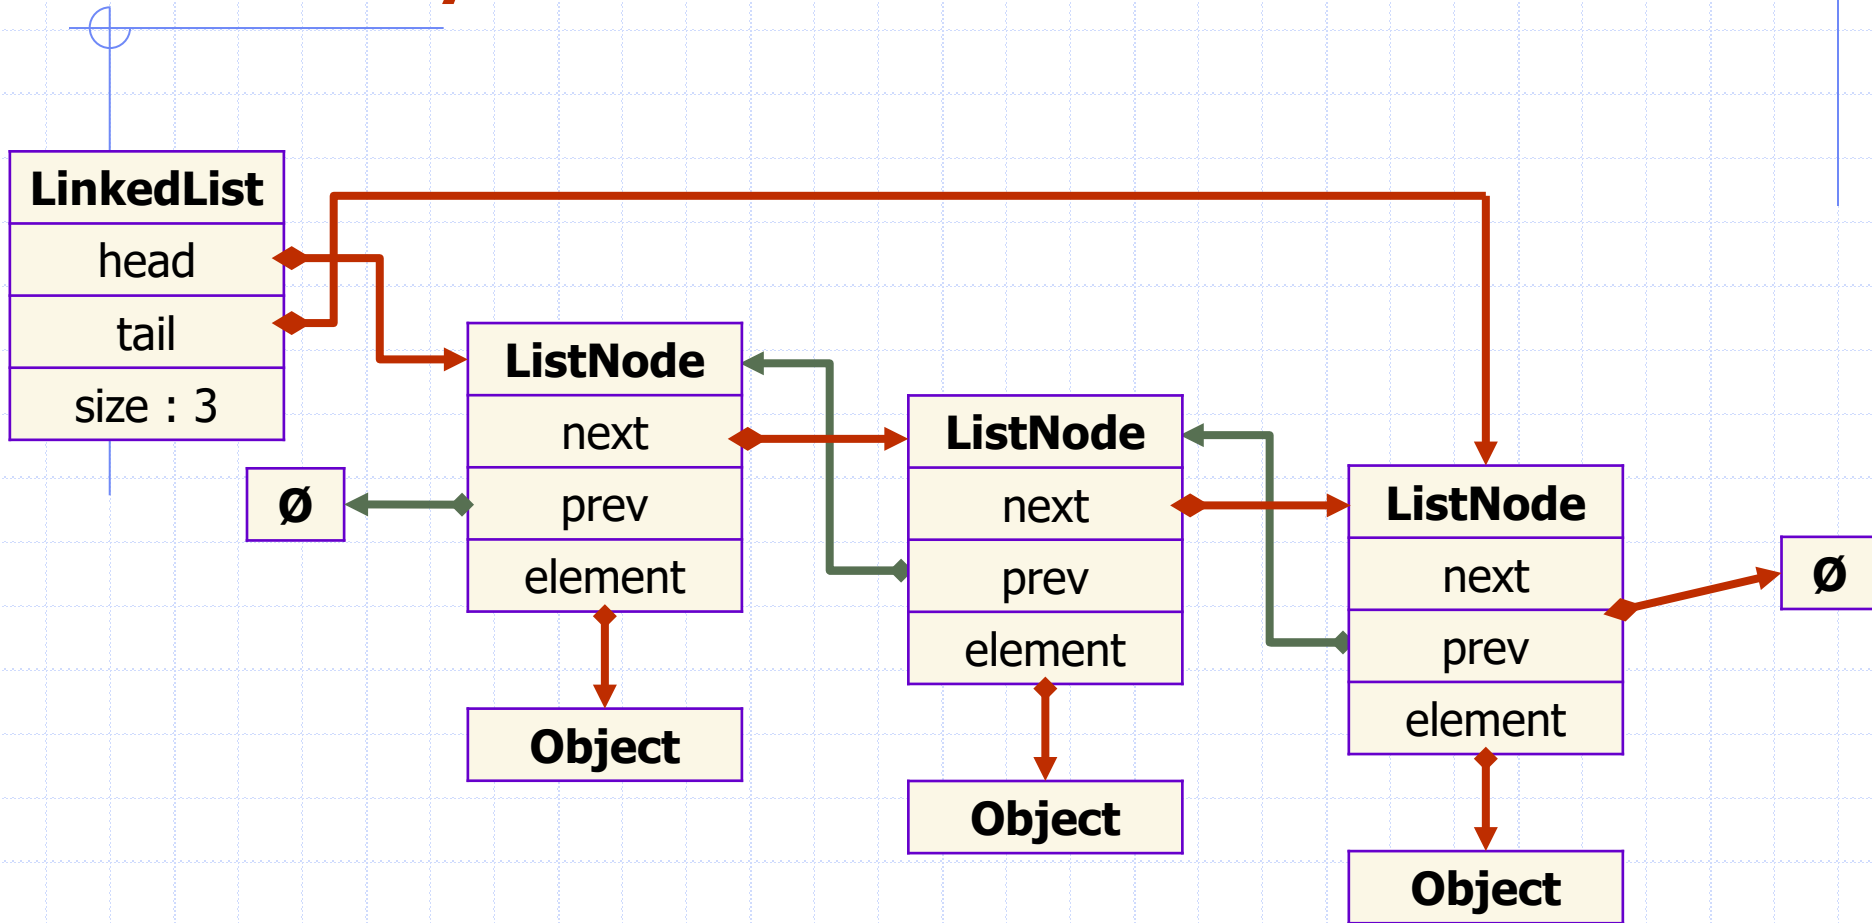 LinkedList
head
tail
size : 3
ListNode
next
prev
element
Ø
Object
ListNode
next
prev
element
Object
ListNode
next
prev
element
Ø
Object